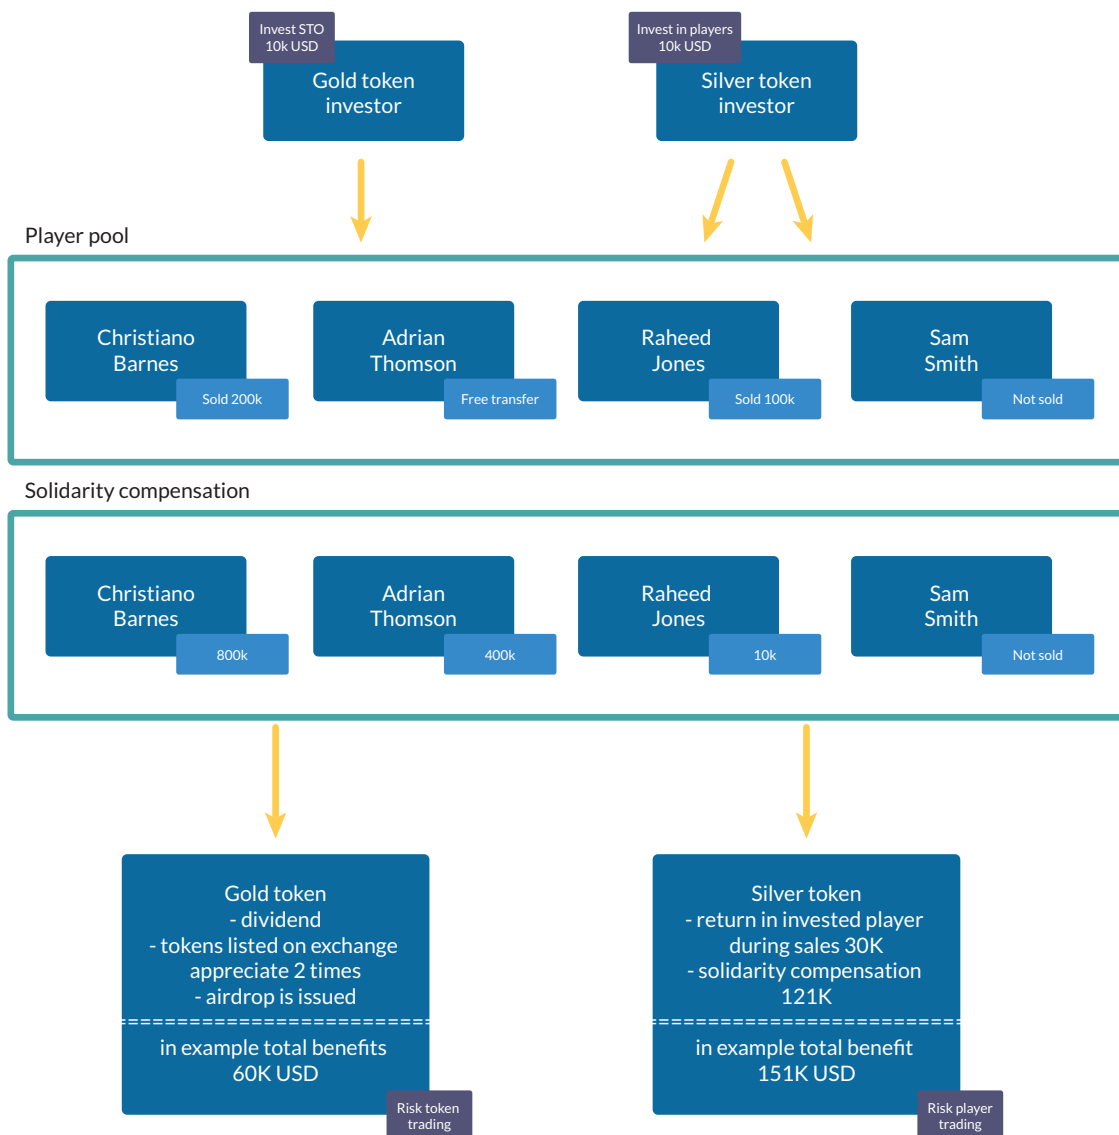 Invest STO
10k USD
Gold token
investor
Invest in players
10k USD
Silver token
investor
Player pool
Christiano
Barnes
Sold 200k
Adrian
Thomson
Free transfer
Raheed
Jones
Sold 100k
Sam
Smith
Not sold
Solidarity compensation
Christiano
Barnes
800k
Adrian
Thomson
400k
Raheed
Jones
10k
Sam
Smith
Not sold
Gold token
- dividend
- tokens listed on exchange
appreciate 2 times
- airdrop is issued
in example total benefits
60K USD
Risk token
trading
Silver token
- return in invested player
during sales 30K
- solidarity compensation
121K
in example total benefit
151K USD
Risk player
trading